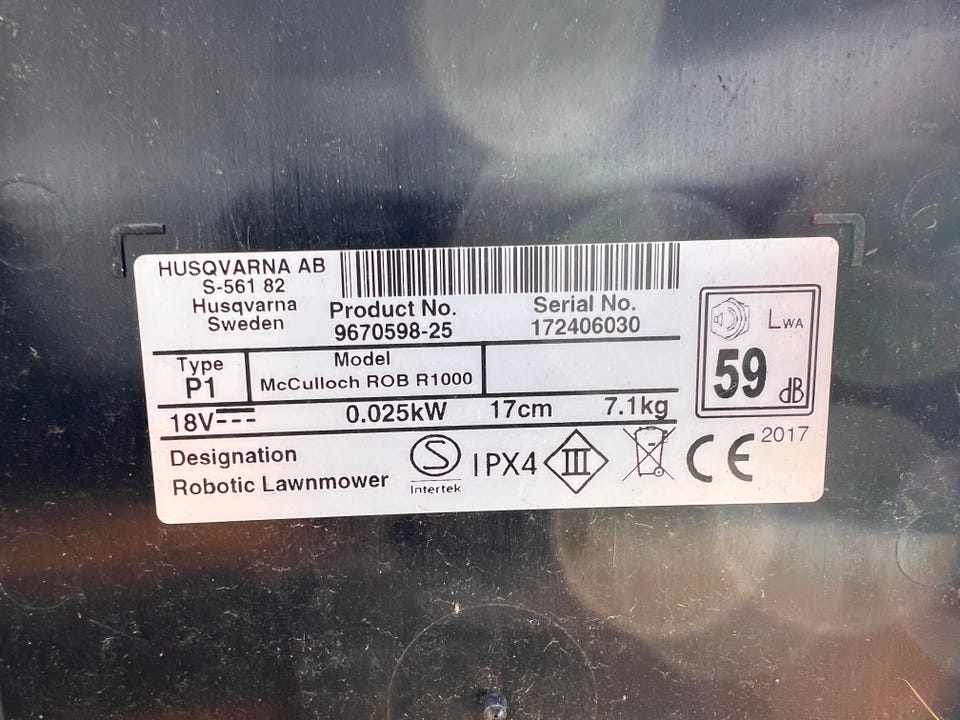 HUSQVARNA AB
S-561 82
Husqvarna
Sweden
Product No.
9670598-25
Serial No.
172406030
Type
P1
Model
McCulloch ROB R1000
18V
0.025kW
17cm
7.1kg
LWA
59
dB
Designation
Robotic Lawnmower
S
Intertek
IPX4
III
CE
2017